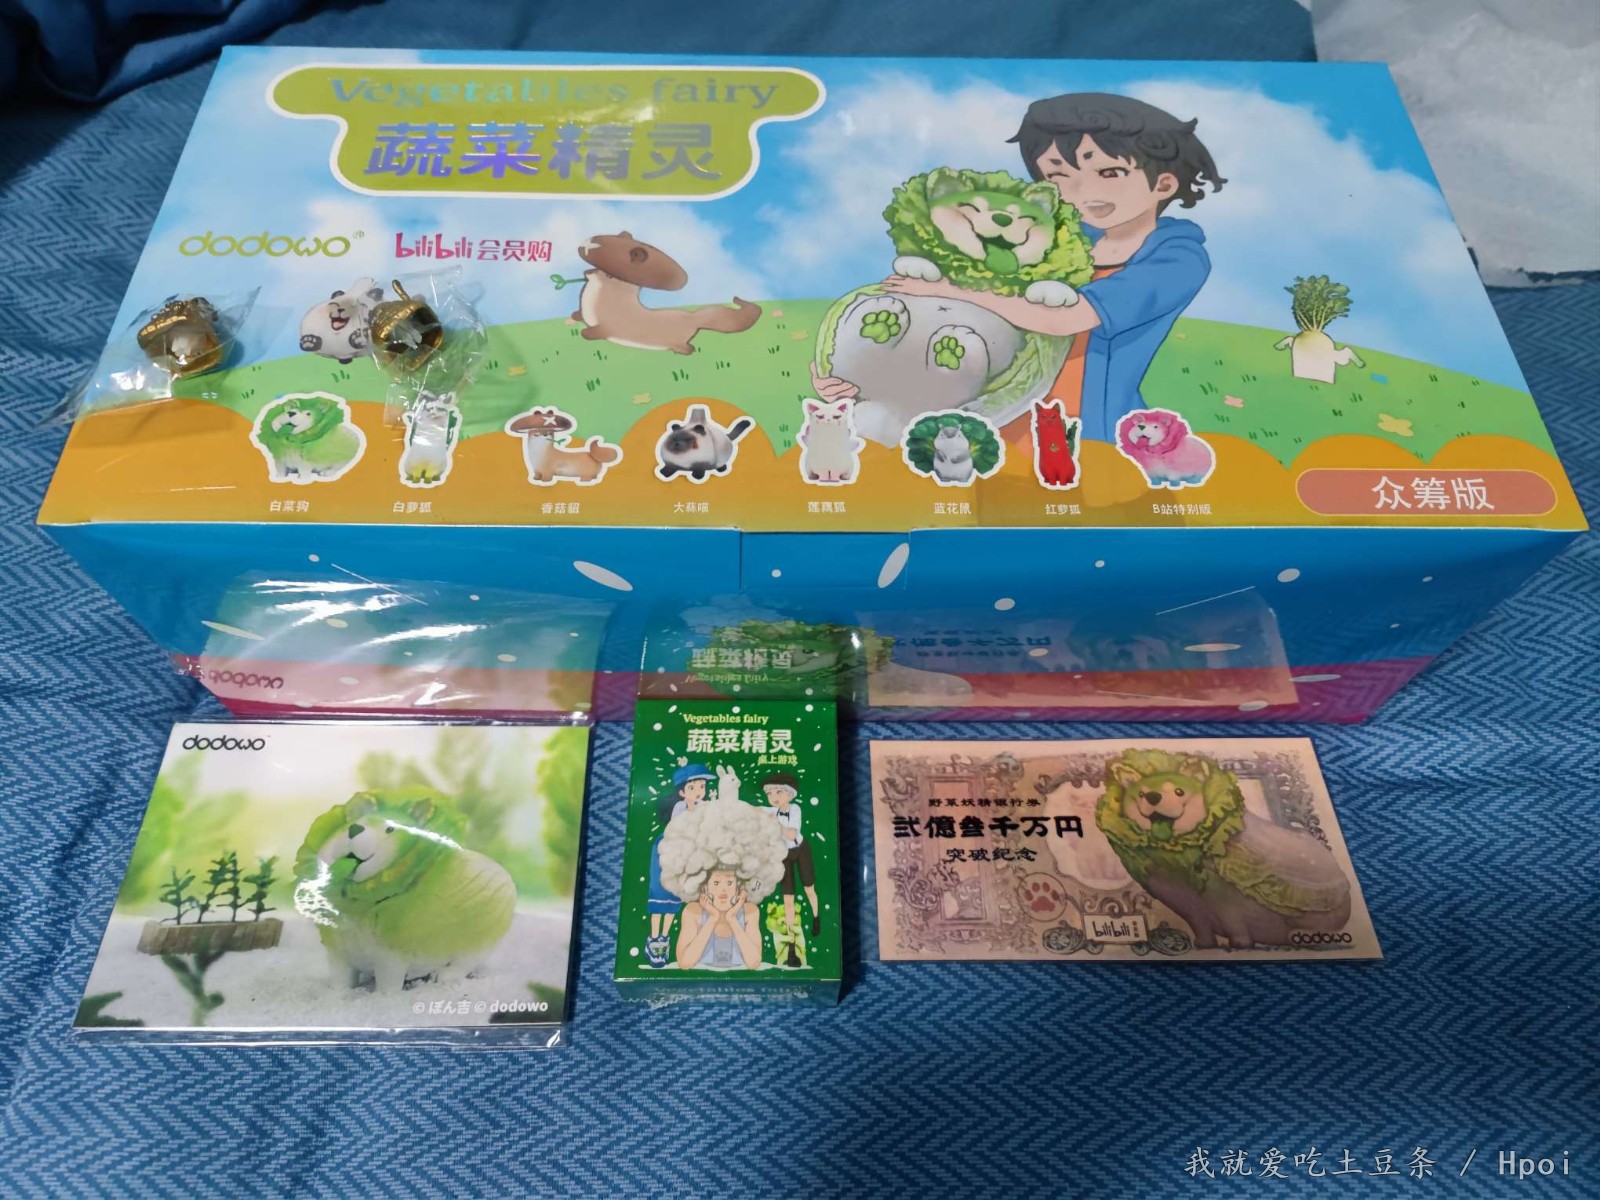 Vegetables fairy
蔬菜精灵
dodowo®
bilibili会员购
白菜狗
白萝狐
香菇貂
大蒜喵
莲藕狐
蓝花鼠
红萝狐
B站特别版
众筹版
dodowo
© ぽん吉 © dodowo
Vegetables fairy
蔬菜精灵
桌上游戏
野菜妖精银行券
弐億叁千万円
突破纪念
bilibili
dodowo
我就爱吃土豆条 / Hpoi